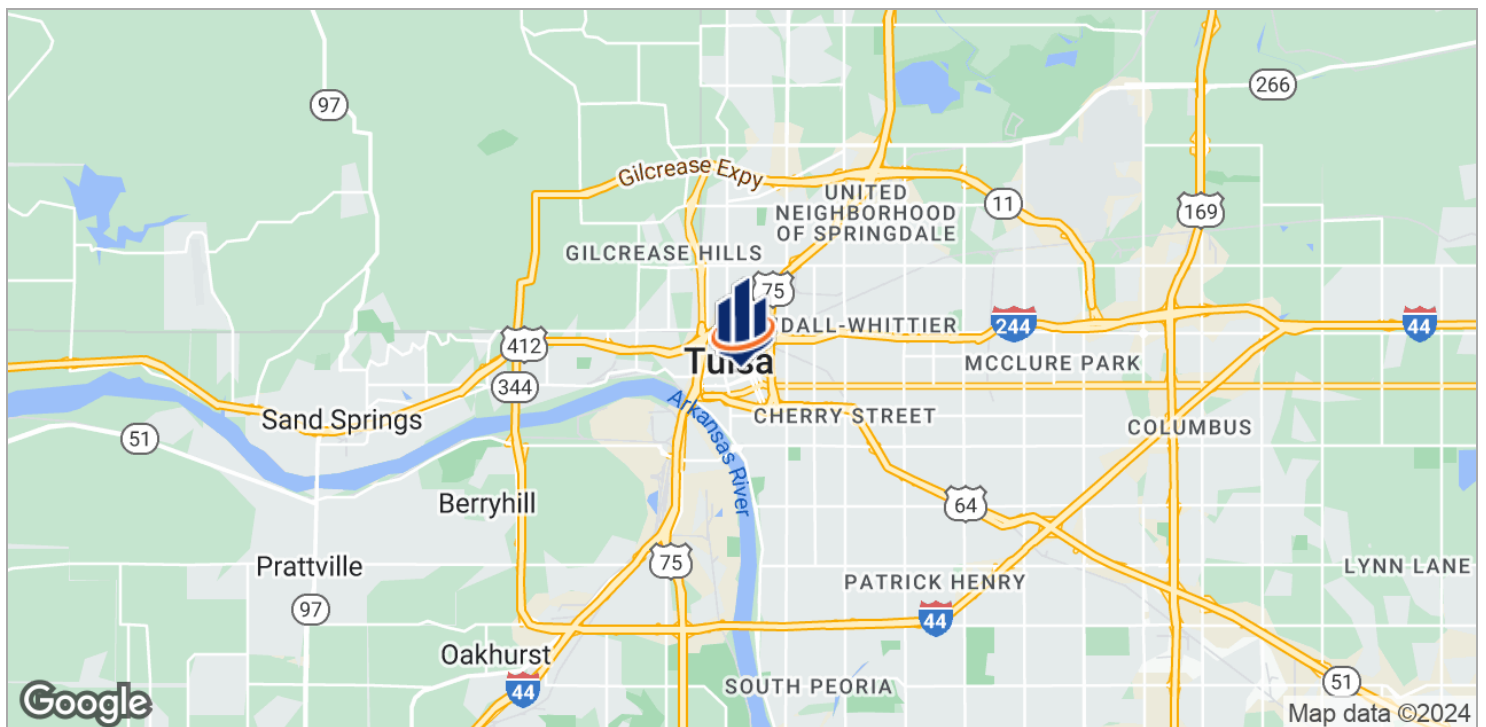 97
266
Gilcrease Expy
UNITED
NEIGHBORHOOD
OF SPRINGDALE
11
169
GILCREASE HILLS
75
DALL-WHITTIER
244
44
412
Tulsa
MCCLURE PARK
344
Sand Springs
CHERRY STREET
51
Arkansas River
COLUMBUS
Berryhill
64
75
Prattville
LYNN LANE
97
PATRICK HENRY
44
Oakhurst
44
SOUTH PEORIA
51
Google
Map data ©2024